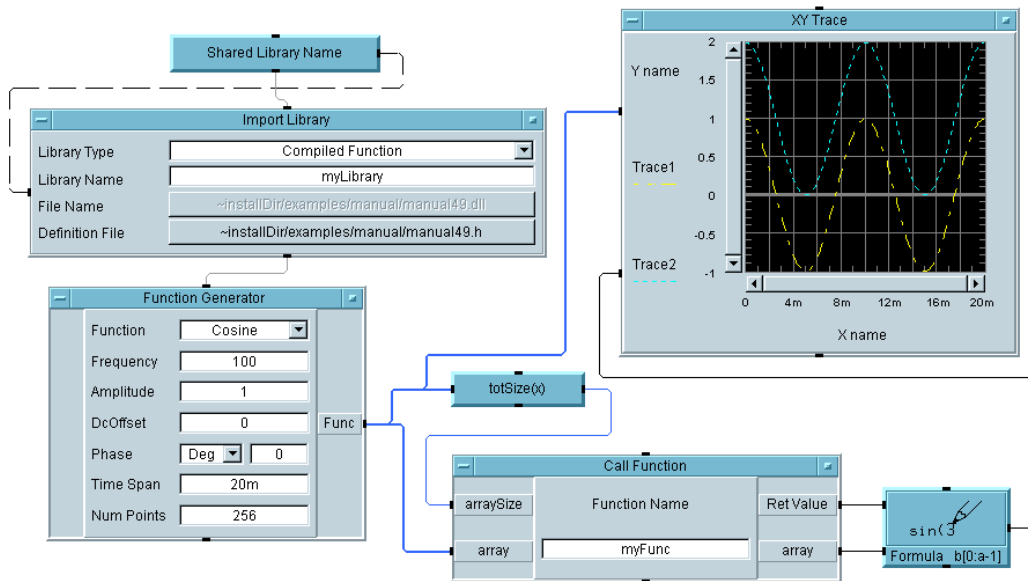 Shared Library Name
Import Library
Library Type
Compiled Function
Library Name
myLibrary
File Name
~installDir/examples/manual/manual49.dll
Definition File
~installDir/examples/manual/manual49.h
Function Generator
Function
Cosine
Frequency
100
Amplitude
1
DcOffset
0
Phase
Deg
0
Time Span
20m
Num Points
256
Func
XY Trace
Y name
Trace1
Trace2
2
1.5
1
0.5
0
-0.5
-1
0 4m 8m 12m 16m 20m
X name
totSize(x)
Call Function
arraySize
Function Name
Ret Value
array
myFunc
array
sin(3
Formula b[0:a-1]